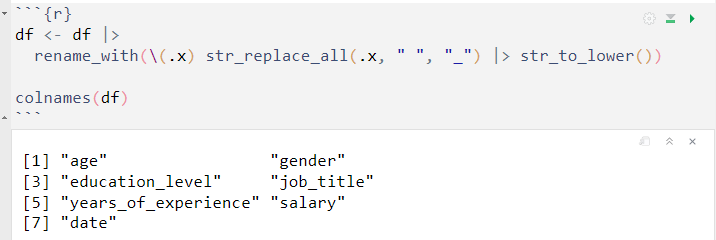 ```{r}
df <- df |>
  rename_with(\(.x) str_replace_all(.x, " ", "_") |> str_to_lower())

colnames(df)
```
[1] "age"                 "gender"
[3] "education_level"     "job_title"
[5] "years_of_experience" "salary"
[7] "date"